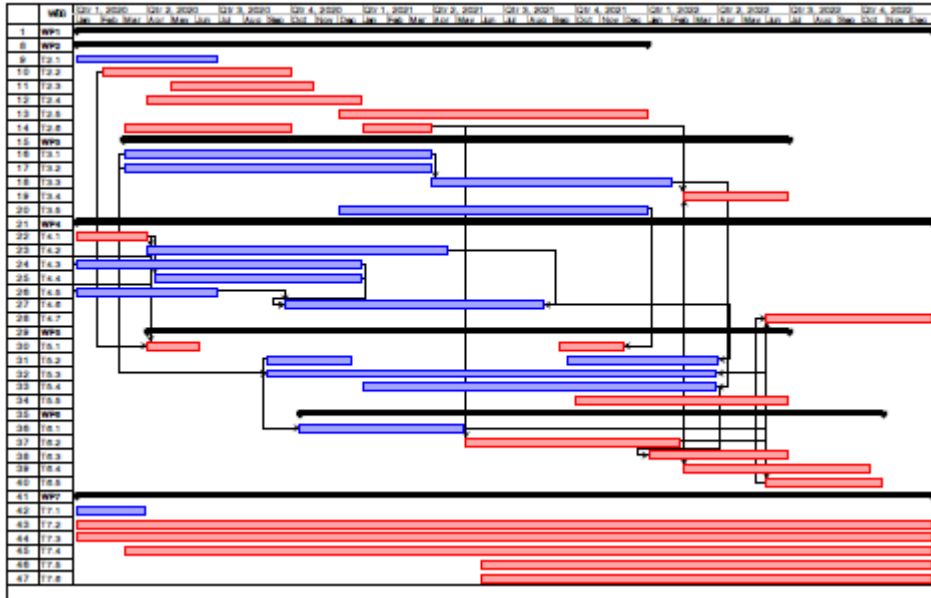 WBS Qtr 1, 2020 Qtr 2, 2020 Qtr 3, 2020 Qtr 4, 2020 Qtr 1, 2021 Qtr 2, 2021 Qtr 3, 2021 Qtr 4, 2021 Qtr 1, 2022 Qtr 2, 2022 Qtr 3, 2022 Qtr 4, 2022
Jan Feb Mar Apr May Jun Jul Aug Sep Oct Nov Dec Jan Feb Mar Apr May Jun Jul Aug Sep Oct Nov Dec Jan Feb Mar Apr May Jun Jul Aug Sep Oct Nov Dec
1 WP1
8 WP2
9 T2.1
10 T2.2
11 T2.3
12 T2.4
13 T2.5
14 T2.6
15 WP3
16 T3.1
17 T3.2
18 T3.3
19 T3.4
20 T3.5
21 WP4
22 T4.1
23 T4.2
24 T4.3
25 T4.4
26 T4.5
27 T4.6
28 T4.7
29 WP5
30 T5.1
31 T5.2
32 T5.3
33 T5.4
34 T5.5
35 WP6
36 T6.1
37 T6.2
38 T6.3
39 T6.4
40 T6.5
41 WP7
42 T7.1
43 T7.2
44 T7.3
45 T7.4
46 T7.5
47 T7.6